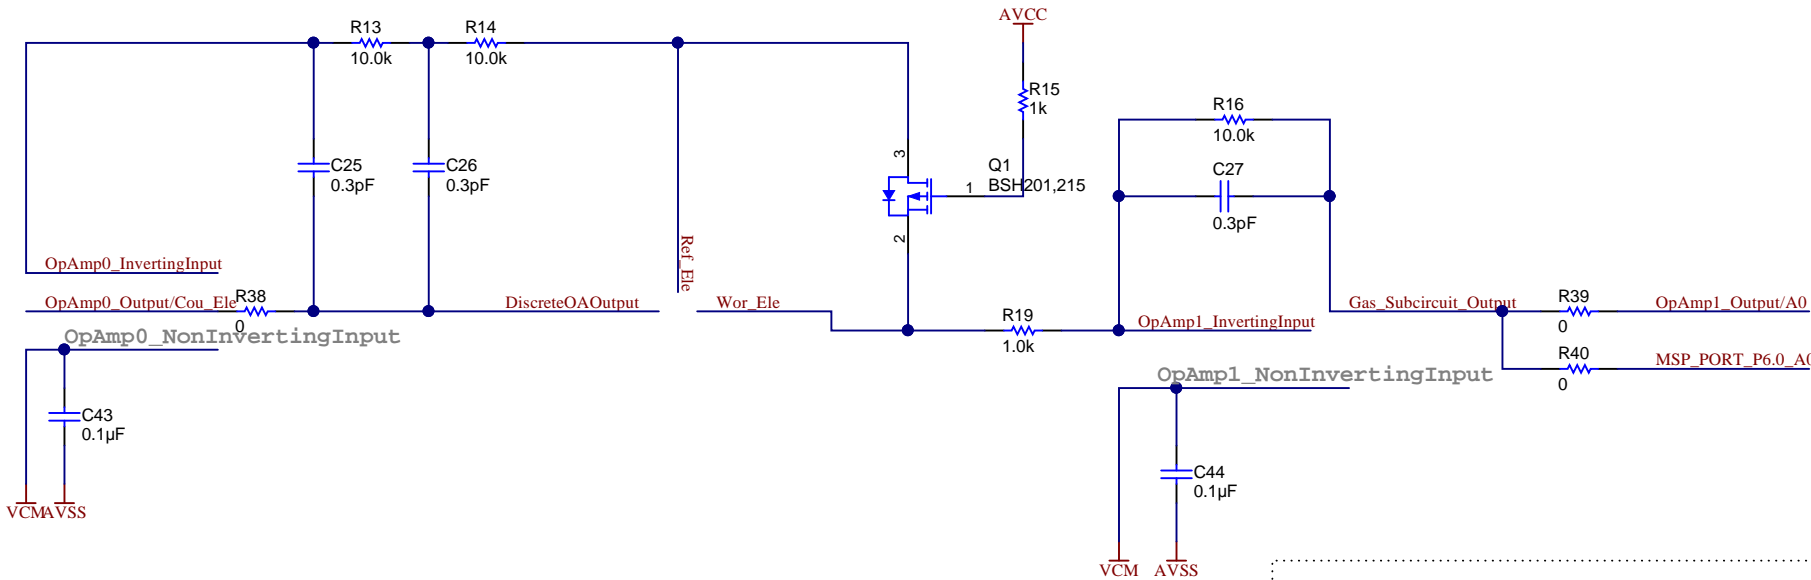 R13
10.0k
R14
10.0k
AVCC
R15
1k
R16
10.0k
C25
0.3pF
C26
0.3pF
3
1
2
Q1
BSH201,215
C27
0.3pF
OpAmp0_InvertingInput
Ref_Ele
OpAmp0_Output/Cou_Ele
R38
0
DiscreteOAOutput
Wor_Ele
R19
1.0k
OpAmp1_InvertingInput
Gas_Subcircuit_Output
R39
0
OpAmp1_Output/A0
R40
0
MSP_PORT_P6.0_A0
OpAmp0_NonInvertingInput
C43
0.1µF
VCM
AVSS
OpAmp1_NonInvertingInput
C44
0.1µF
VCM
AVSS